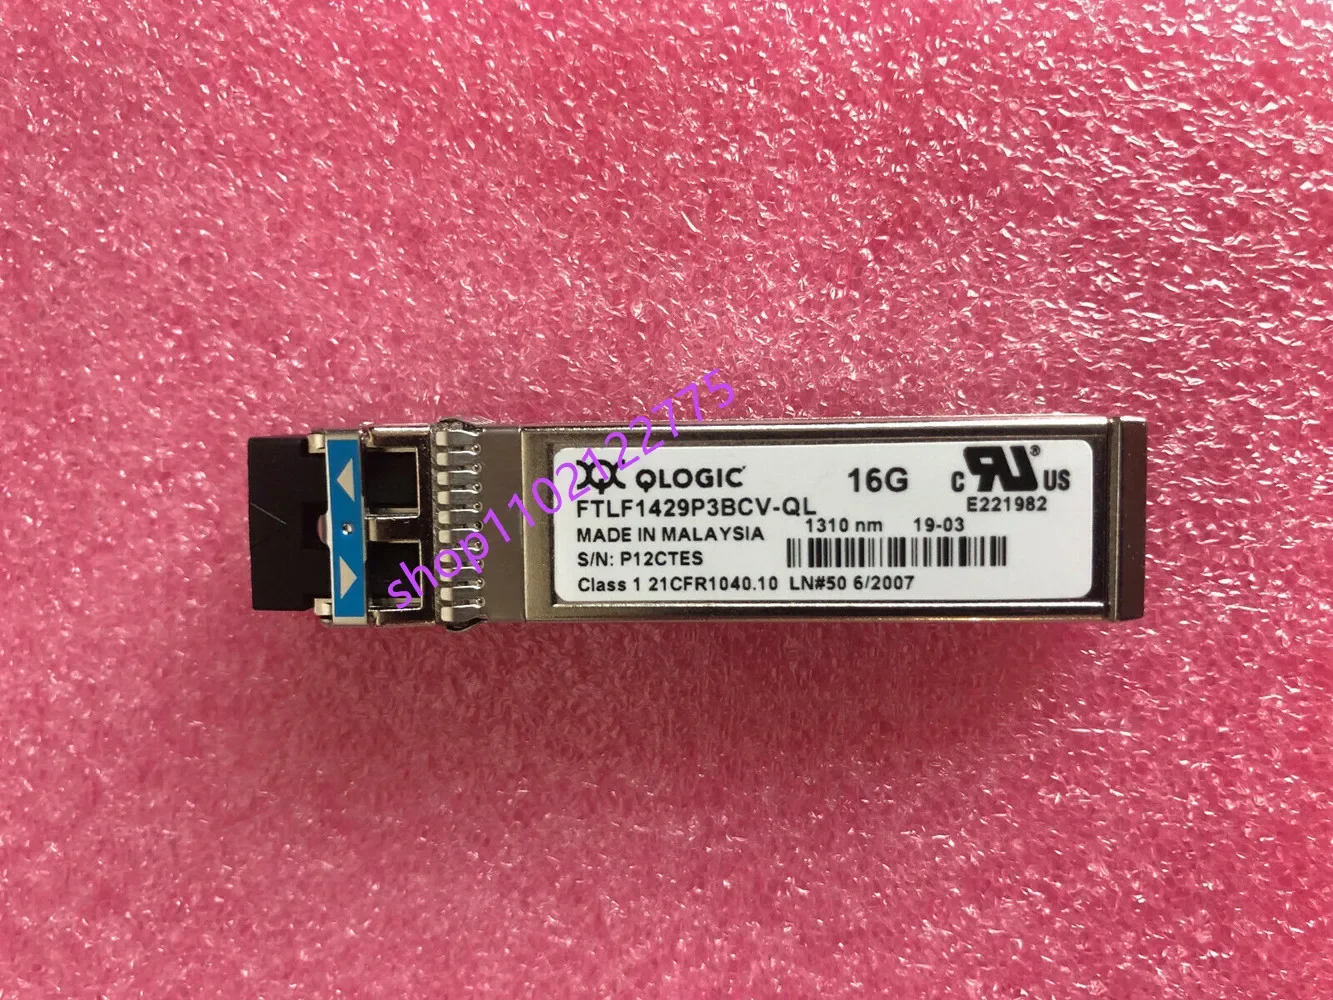 QLOGIC 16G c RU ® US
FTLF1429P3BCV-QL E221982
MADE IN MALAYSIA 1310 nm 19-03
S/N: P12CTES
Class 1 21CFR1040.10 LN#50 6/2007
shop1102122775